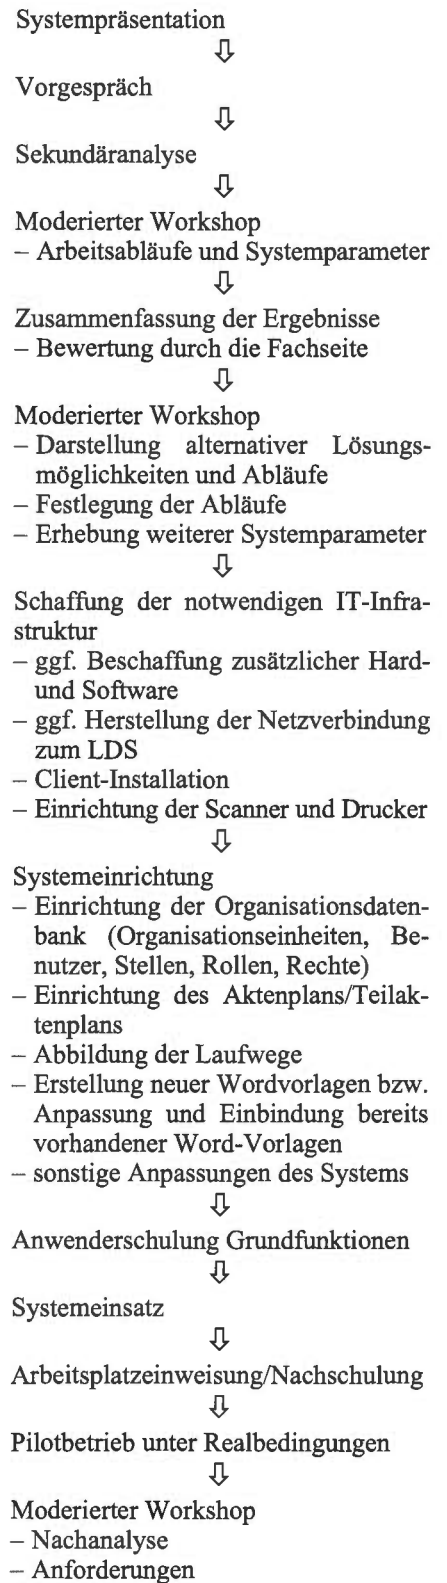 Systempräsentation
⇩
Vorgespräch
⇩
Sekundäranalyse
⇩
Moderierter Workshop
– Arbeitsabläufe und Systemparameter
⇩
Zusammenfassung der Ergebnisse
– Bewertung durch die Fachseite
⇩
Moderierter Workshop
– Darstellung alternativer Lösungs-
möglichkeiten und Abläufe
– Festlegung der Abläufe
– Erhebung weiterer Systemparameter
⇩
Schaffung der notwendigen IT-Infra-
struktur
– ggf. Beschaffung zusätzlicher Hard-
und Software
– ggf. Herstellung der Netzverbindung
zum LDS
– Client-Installation
– Einrichtung der Scanner und Drucker
⇩
Systemeinrichtung
– Einrichtung der Organisationsdaten-
bank (Organisationseinheiten, Be-
nutzer, Stellen, Rollen, Rechte)
– Einrichtung des Aktenplans/Teilak-
tenplans
– Abbildung der Laufwege
– Erstellung neuer Wordvorlagen bzw.
Anpassung und Einbindung bereits
vorhandener Word-Vorlagen
– sonstige Anpassungen des Systems
⇩
Anwenderschulung Grundfunktionen
⇩
Systemeinsatz
⇩
Arbeitsplatzeinweisung/Nachschulung
⇩
Pilotbetrieb unter Realbedingungen
⇩
Moderierter Workshop
– Nachanalyse
– Anforderungen